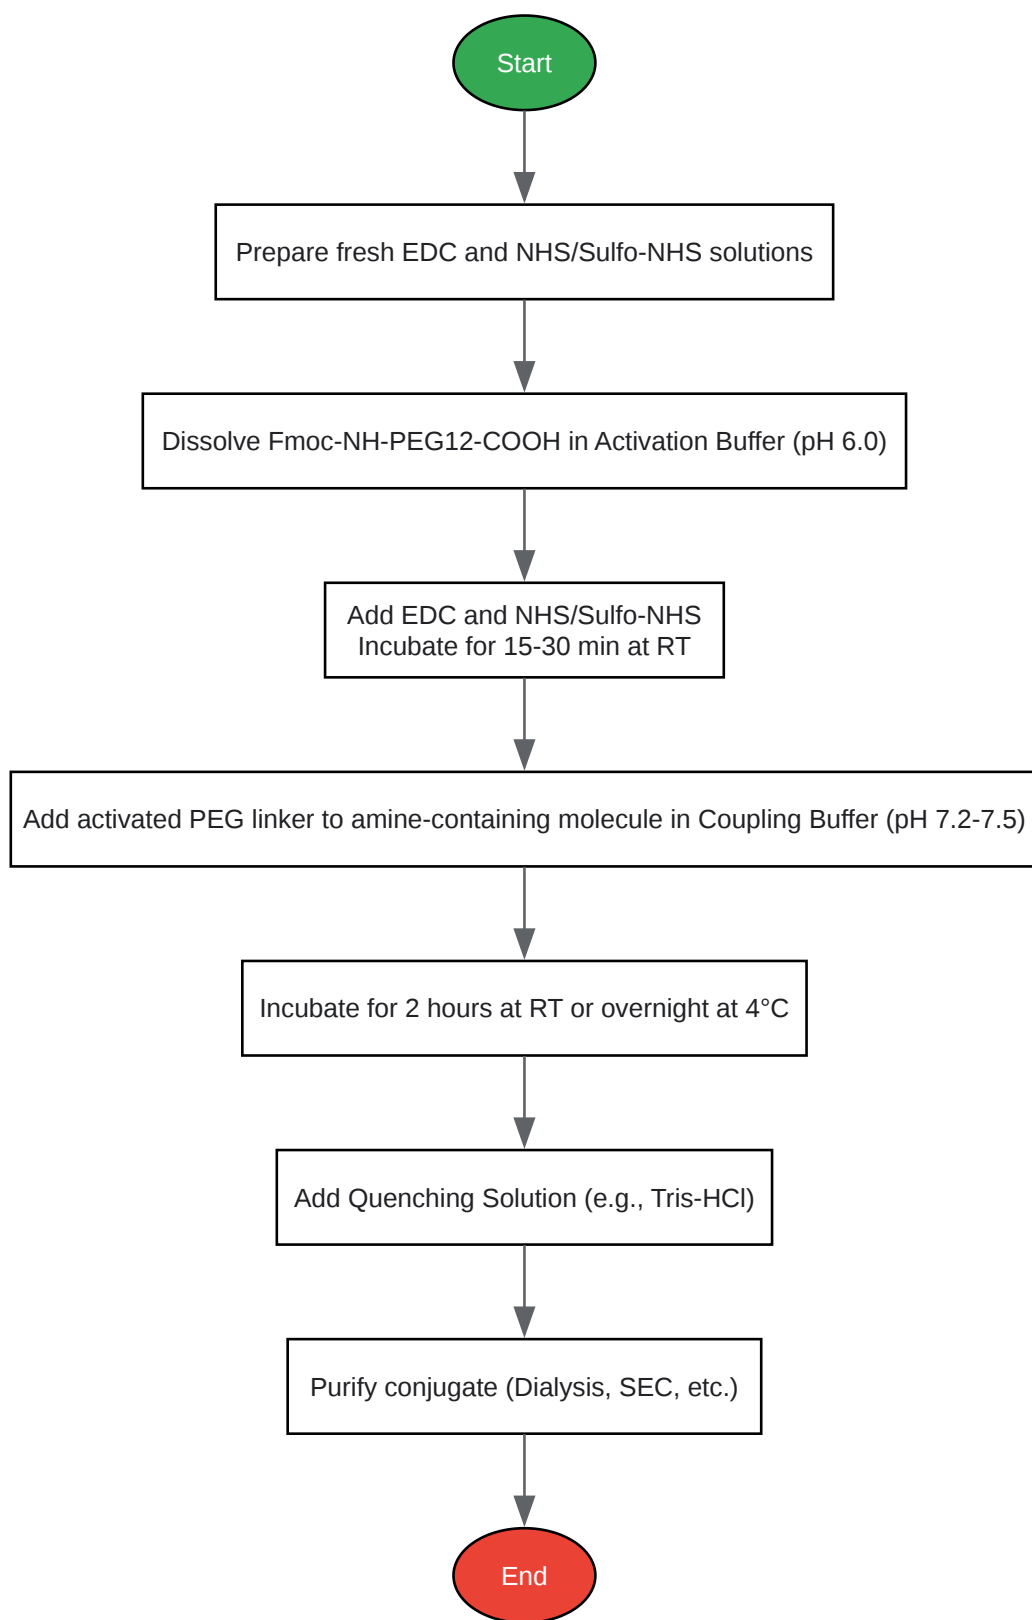 Start
Prepare fresh EDC and NHS/Sulfo-NHS solutions
Dissolve Fmoc-NH-PEG12-COOH in Activation Buffer (pH 6.0)
Add EDC and NHS/Sulfo-NHS
Incubate for 15-30 min at RT
Add activated PEG linker to amine-containing molecule in Coupling Buffer (pH 7.2-7.5)
Incubate for 2 hours at RT or overnight at 4°C
Add Quenching Solution (e.g., Tris-HCl)
Purify conjugate (Dialysis, SEC, etc.)
End